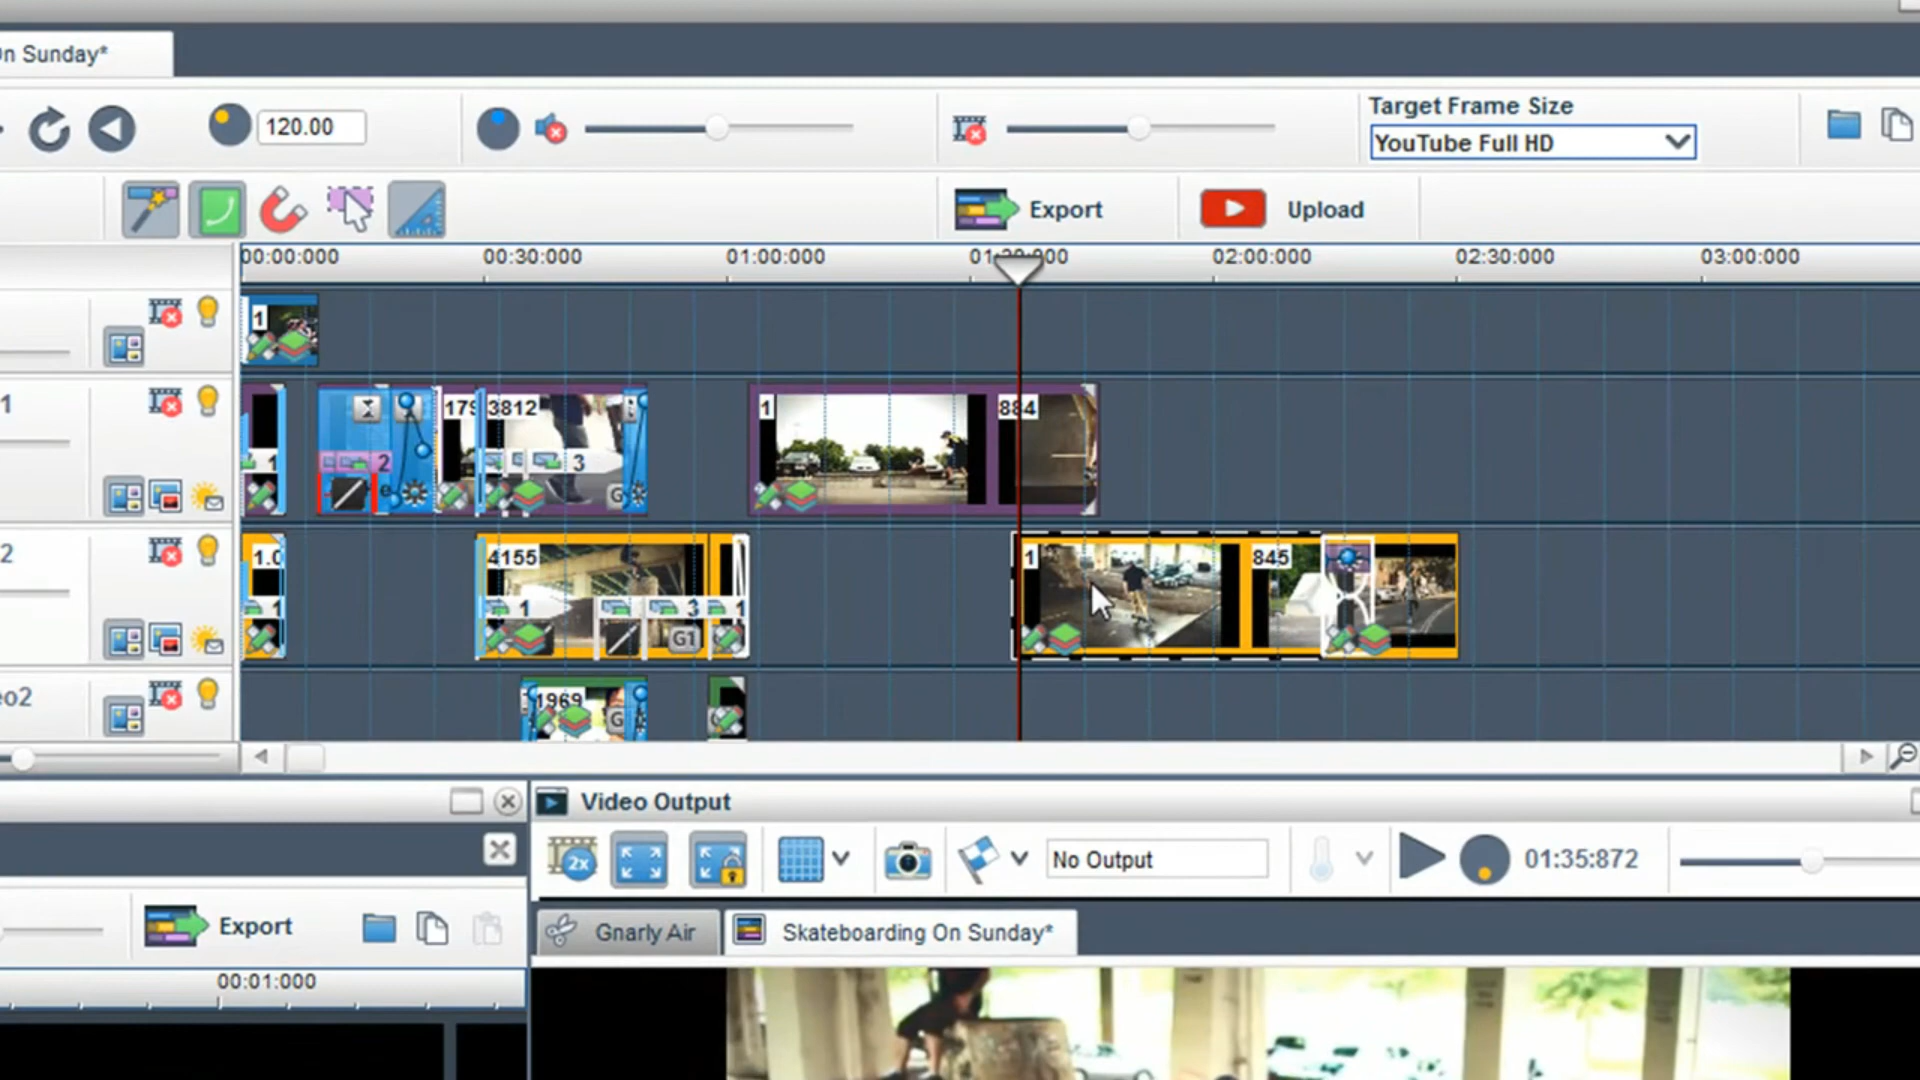 On Sunday*
120.00
Target Frame Size
YouTube Full HD
Export
Upload
00:00:000
00:30:000
01:00:000
02:00:000
02:30:000
03:00:000
1
1
1
2
179
3812
3
G
1
884
2
1.0
1
4155
1
3
G1
1
1
845
eo2
1969
G
Video Output
2x
No Output
01:35:872
Export
Gnarly Air
Skateboarding On Sunday*
00:01:000